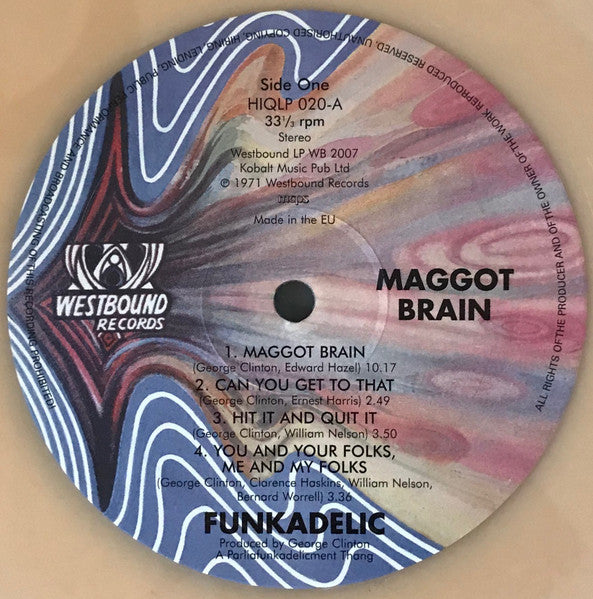 ALL RIGHTS OF THE PRODUCER AND OF THE OWNER OF THE WORK REPRODUCED RESERVED. UNAUTHORISED COPYING, HIRING, LENDING, PUBLIC PERFORMANCE AND BROADCASTING OF THIS RECORDING PROHIBITED
Side One
HIQLP 020-A
33⅓ rpm
Stereo
Westbound LP WB 2007
Kobalt Music Pub Ltd
℗ © 1971 Westbound Records
mcps
Made in the EU
WESTBOUND
RECORDS
MAGGOT
BRAIN
1. MAGGOT BRAIN
(George Clinton, Edward Hazel) 10.17
2. CAN YOU GET TO THAT
(George Clinton, Ernest Harris) 2.49
3. HIT IT AND QUIT IT
(George Clinton, William Nelson) 3.50
4. YOU AND YOUR FOLKS,
ME AND MY FOLKS
(George Clinton, Clarence Haskins, William Nelson,
Bernard Worrell) 3.36
FUNKADELIC
Produced by George Clinton
A Parliafunkadelicment Thang